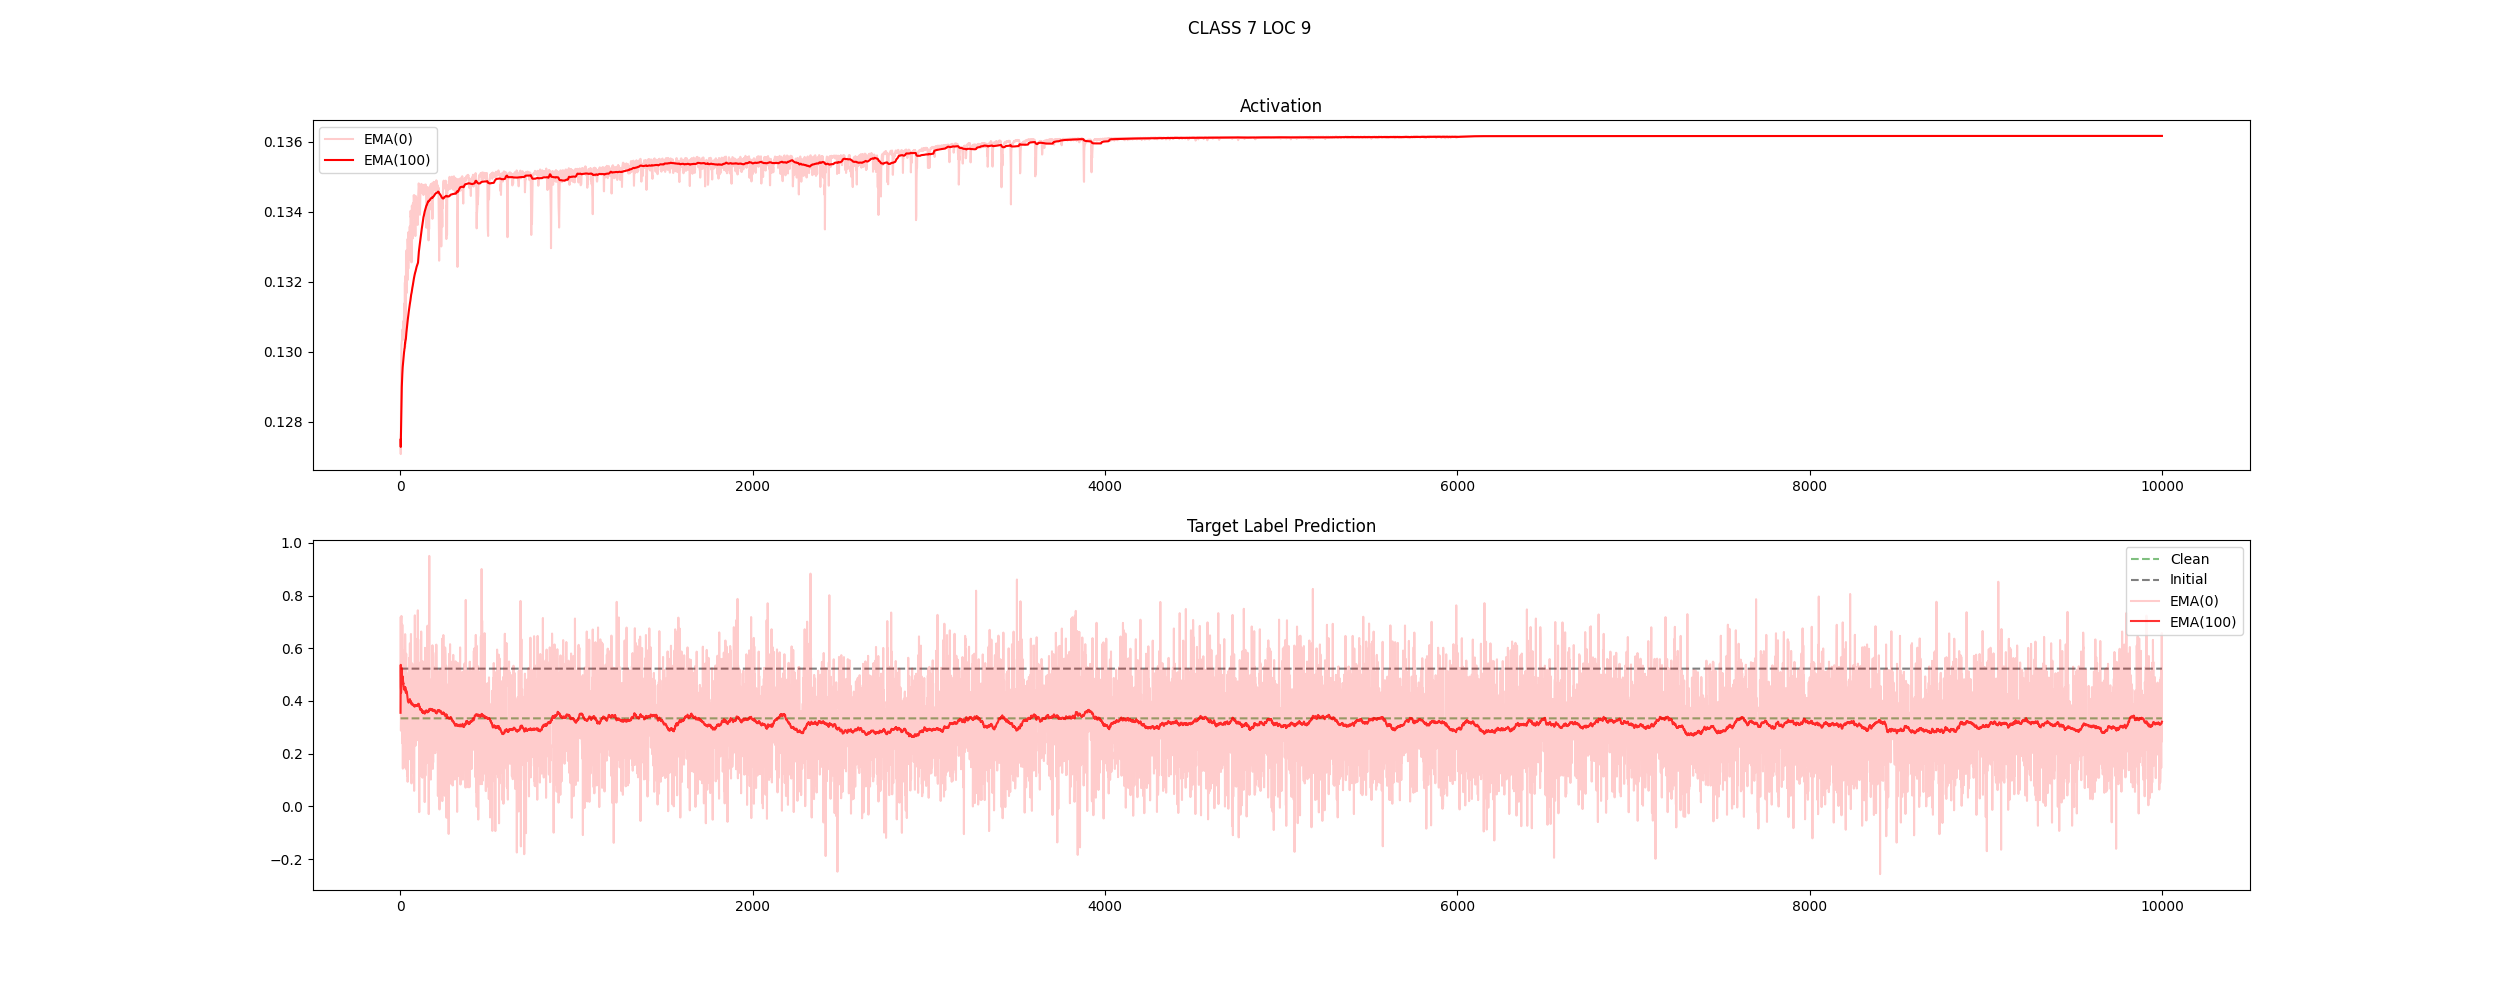 CLASS 7 LOC 9
Activation
EMA(0)
EMA(100)
0.136
0.134
0.132
0.130
0.128
0 2000 4000 6000 8000 10000
Target Label Prediction
Clean
Initial
EMA(0)
EMA(100)
1.0
0.8
0.6
0.4
0.2
0.0
−0.2
0 2000 4000 6000 8000 10000